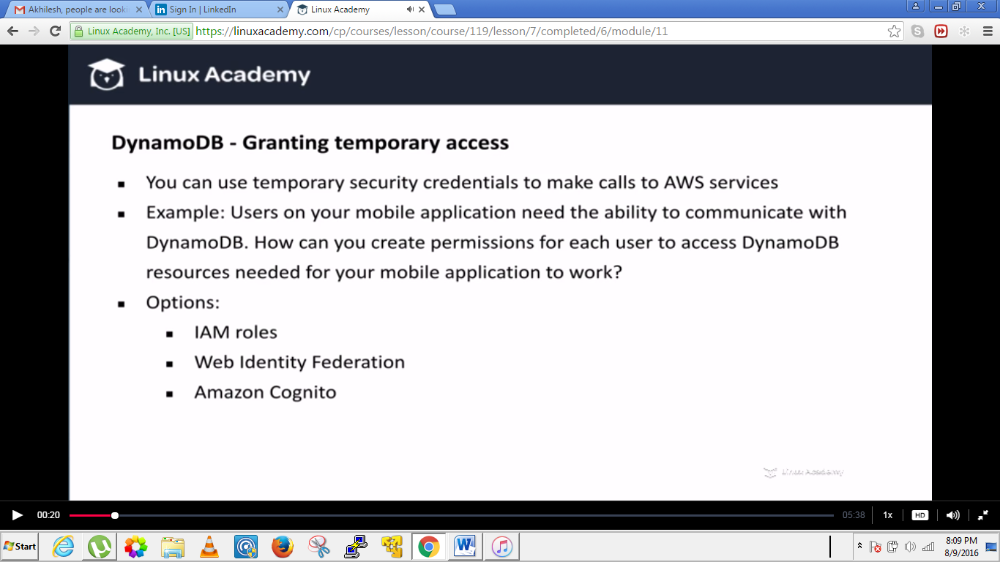 Akhilesh, people are looki
Sign In | LinkedIn
Linux Academy
Linux Academy, Inc. [US]
https://linuxacademy.com/cp/courses/lesson/course/119/lesson/7/completed/6/module/11
Linux Academy
DynamoDB - Granting temporary access
You can use temporary security credentials to make calls to AWS services
Example: Users on your mobile application need the ability to communicate with
DynamoDB. How can you create permissions for each user to access DynamoDB
resources needed for your mobile application to work?
Options:
IAM roles
Web Identity Federation
Amazon Cognito
Linux Academy
00:20
05:38
1x
HD
Start
8:09 PM
8/9/2016